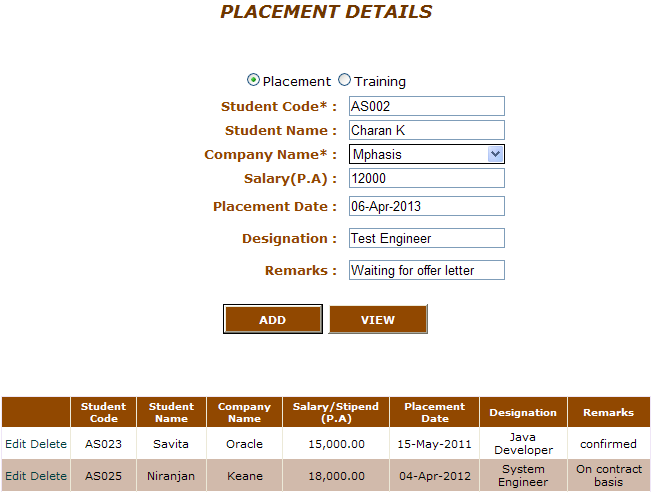 PLACEMENT DETAILS
Placement Training
Student Code* : AS002
Student Name : Charan K
Company Name* : Mphasis
Salary(P.A) : 12000
Placement Date : 06-Apr-2013
Designation : Test Engineer
Remarks : Waiting for offer letter
ADD VIEW
Student Code Student Name Company Name Salary/Stipend (P.A) Placement Date Designation Remarks
Edit Delete AS023 Savita Oracle 15,000.00 15-May-2011 Java Developer confirmed
Edit Delete AS025 Niranjan Keane 18,000.00 04-Apr-2012 System Engineer On contract basis